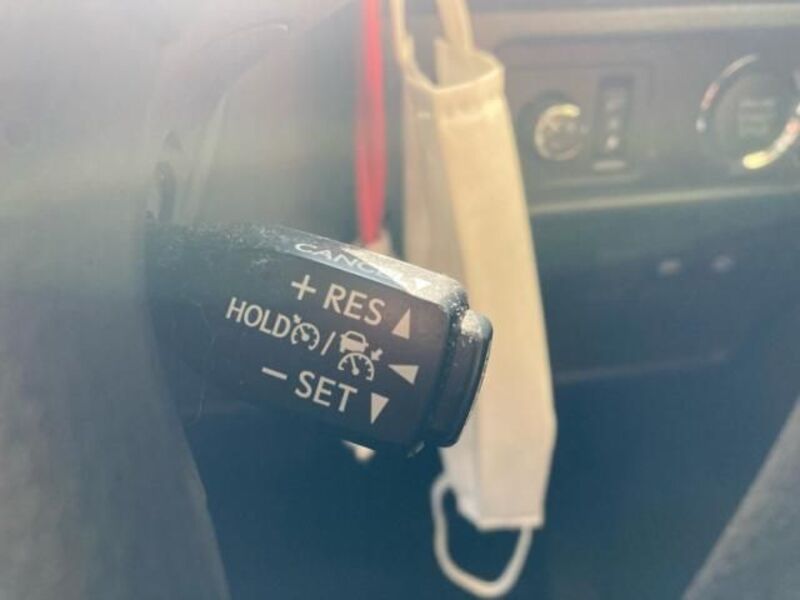 CANCEL
+ RES
HOLD /
- SET